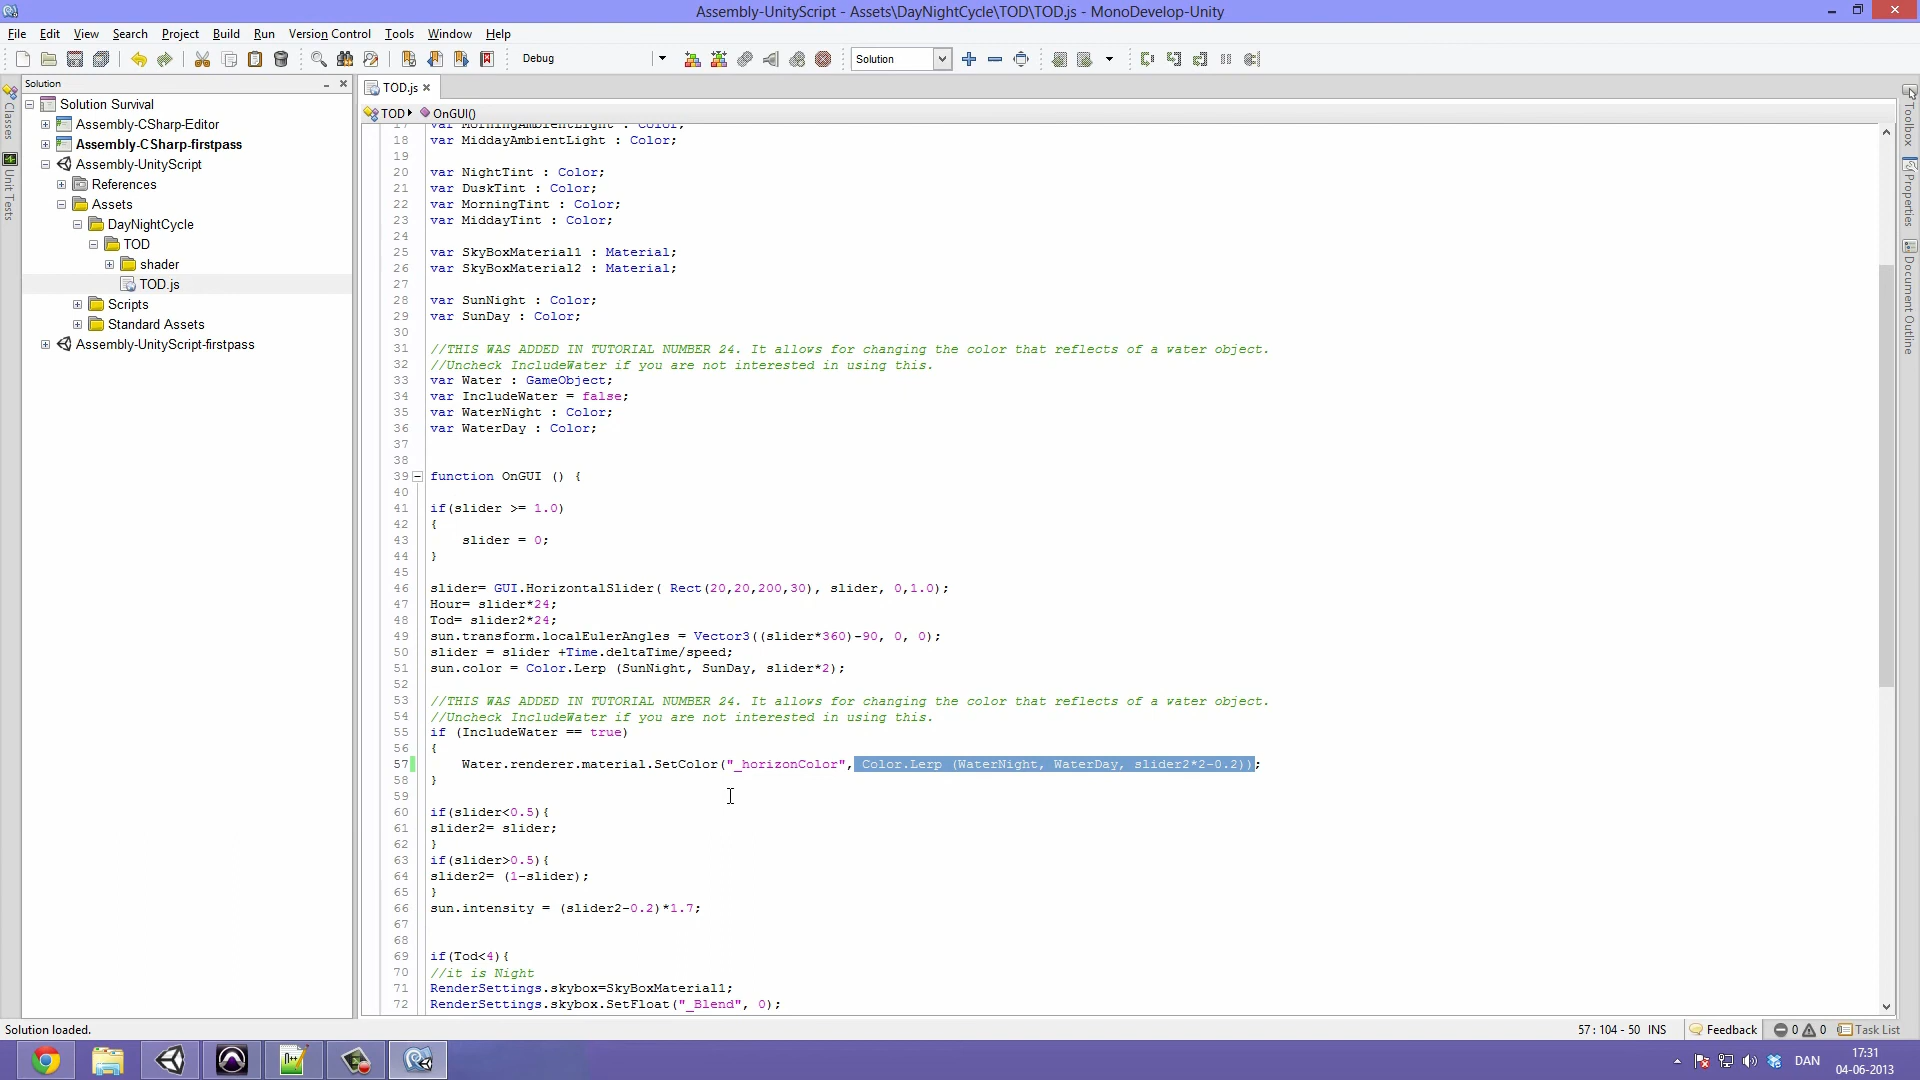 Assembly-UnityScript - Assets\DayNightCycle\TOD\TOD.js - MonoDevelop-Unity
File Edit View Search Project Build Run Version Control Tools Window Help
Debug Solution
Solution
TOD.js
Classes
Unit Tests
Solution Survival
Assembly-CSharp-Editor
Assembly-CSharp-firstpass
Assembly-UnityScript
References
Assets
DayNightCycle
TOD
shader
TOD.js
Scripts
Standard Assets
Assembly-UnityScript-firstpass
TOD OnGUI()
17 var MorningAmbientLight : Color;
18 var MiddayAmbientLight : Color;
19
20 var NightTint : Color;
21 var DuskTint : Color;
22 var MorningTint : Color;
23 var MiddayTint : Color;
24
25 var SkyBoxMaterial1 : Material;
26 var SkyBoxMaterial2 : Material;
27
28 var SunNight : Color;
29 var SunDay : Color;
30
31 //THIS WAS ADDED IN TUTORIAL NUMBER 24. It allows for changing the color that reflects of a water object.
32 //Uncheck IncludeWater if you are not interested in using this.
33 var Water : GameObject;
34 var IncludeWater = false;
35 var WaterNight : Color;
36 var WaterDay : Color;
37
38
39 function OnGUI () {
40
41 if(slider >= 1.0)
42 {
43 slider = 0;
44 }
45
46 slider= GUI.HorizontalSlider( Rect(20,20,200,30), slider, 0,1.0);
47 Hour= slider*24;
48 Tod= slider2*24;
49 sun.transform.localEulerAngles = Vector3((slider*360)-90, 0, 0);
50 slider = slider +Time.deltaTime/speed;
51 sun.color = Color.Lerp (SunNight, SunDay, slider*2);
52
53 //THIS WAS ADDED IN TUTORIAL NUMBER 24. It allows for changing the color that reflects of a water object.
54 //Uncheck IncludeWater if you are not interested in using this.
55 if (IncludeWater == true)
56 {
57 Water.renderer.material.SetColor("_horizonColor", Color.Lerp (WaterNight, WaterDay, slider2*2-0.2));
58 }
59
60 if(slider<0.5){
61 slider2= slider;
62 }
63 if(slider>0.5){
64 slider2= (1-slider);
65 }
66 sun.intensity = (slider2-0.2)*1.7;
67
68
69 if(Tod<4){
70 //it is Night
71 RenderSettings.skybox=SkyBoxMaterial1;
72 RenderSettings.skybox.SetFloat("_Blend", 0);
Toolbox
Properties
Document Outline
Solution loaded.
57 : 104 - 50 INS Feedback 0 0 Task List
DAN
17:31
04-06-2013